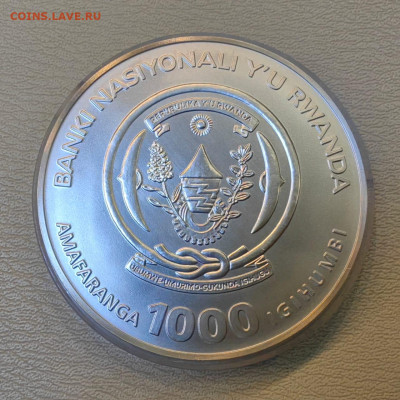 COINS.LAVE.RU
BANKI NASIYONALI Y'U RWANDA
REPUBULIKA Y'U RWANDA
UBUMWE·UMURIMO·GUKUNDA IGIHUGU
AMAFARANGA 1000 IGIHUMBI